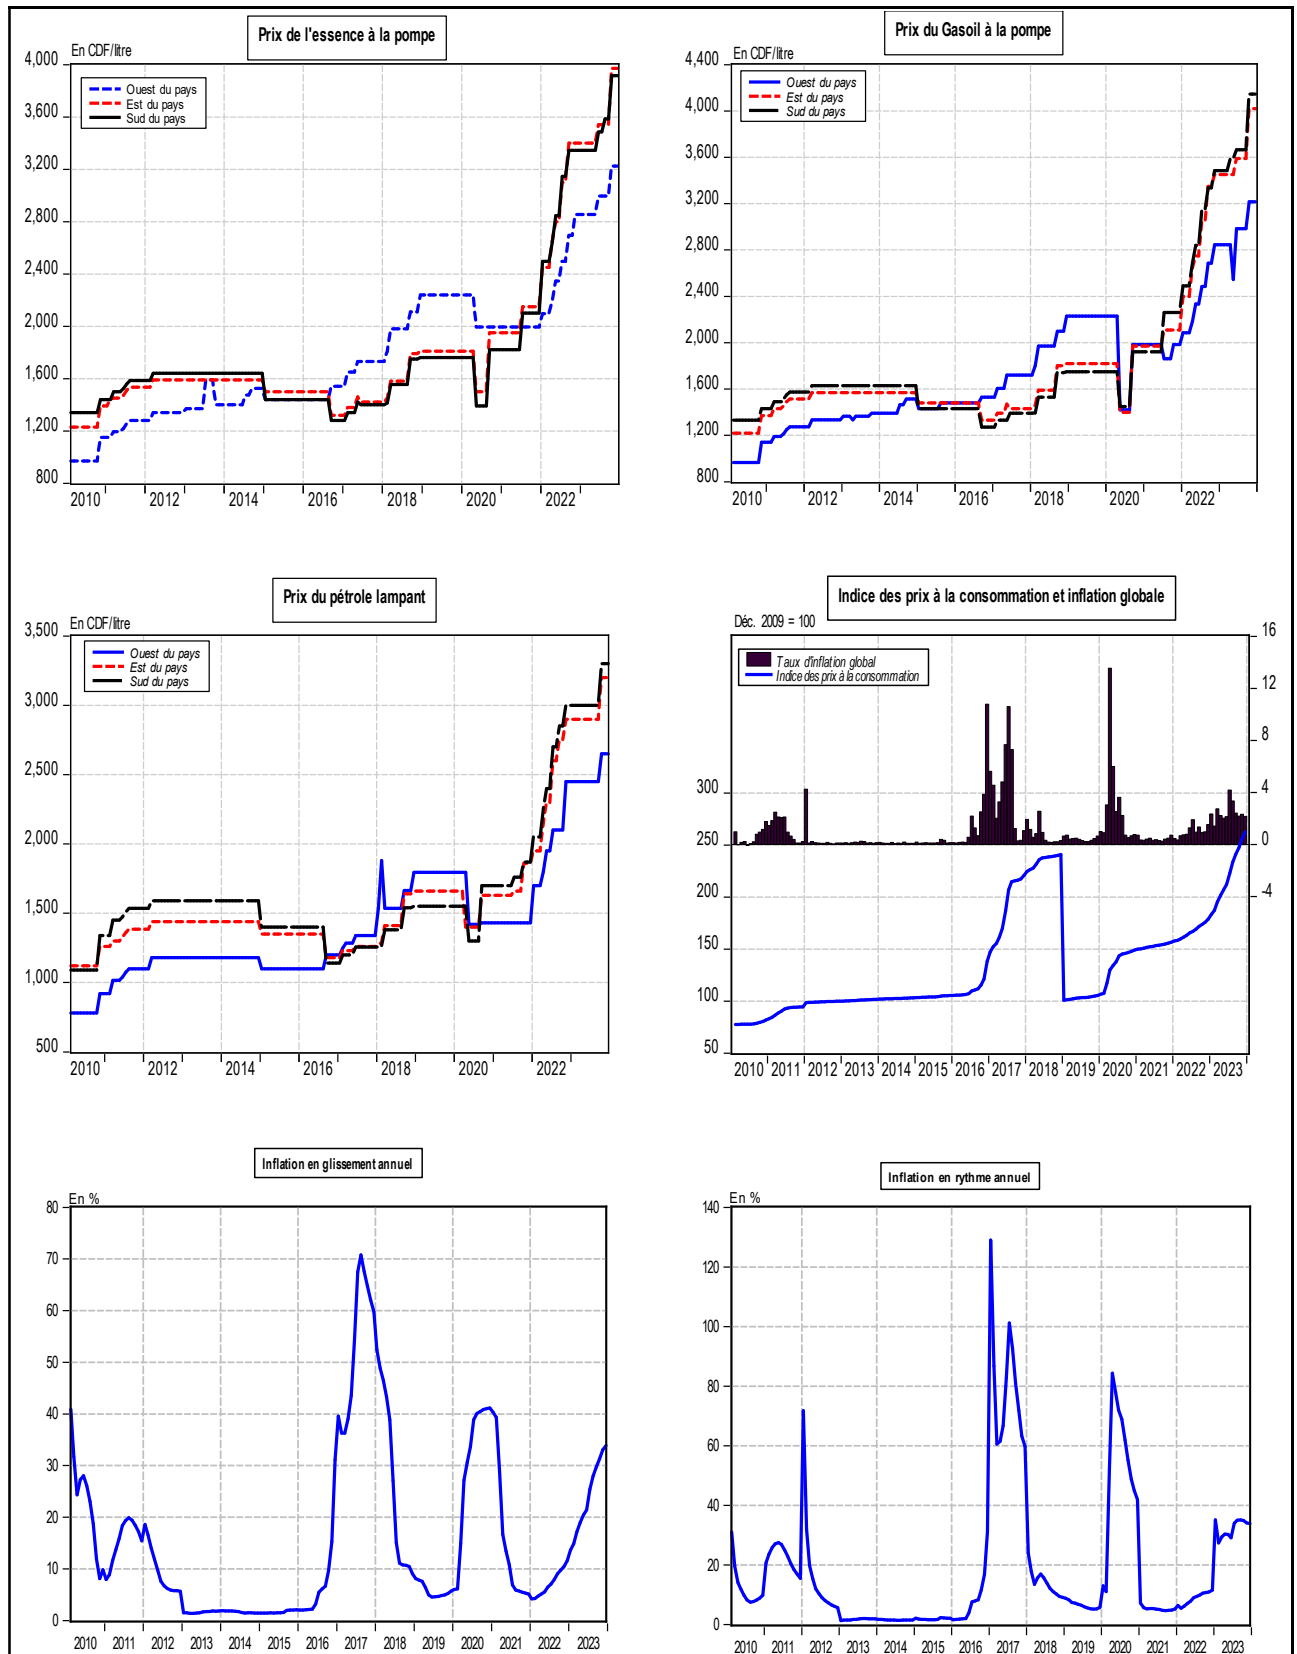 Prix de l'essence à la pompe
En CDF/litre
4,000
3,600
3,200
2,800
2,400
2,000
1,600
1,200
800
Ouest du pays
Est du pays
Sud du pays
2010 2012 2014 2016 2018 2020 2022
Prix du Gasoil à la pompe
En CDF/litre
4,400
4,000
3,600
3,200
2,800
2,400
2,000
1,600
1,200
800
Ouest du pays
Est du pays
Sud du pays
2010 2012 2014 2016 2018 2020 2022
Prix du pétrole lampant
En CDF/litre
3,500
3,000
2,500
2,000
1,500
1,000
500
Ouest du pays
Est du pays
Sud du pays
2010 2012 2014 2016 2018 2020 2022
Indice des prix à la consommation et inflation globale
Déc. 2009 = 100
Taux d'inflation global
Indice des prix à la consommation
300
250
200
150
100
50
16
12
8
4
0
-4
2010 2011 2012 2013 2014 2015 2016 2017 2018 2019 2020 2021 2022 2023
Inflation en glissement annuel
En %
80
70
60
50
40
30
20
10
0
2010 2011 2012 2013 2014 2015 2016 2017 2018 2019 2020 2021 2022 2023
Inflation en rythme annuel
En %
140
120
100
80
60
40
20
0
2010 2011 2012 2013 2014 2015 2016 2017 2018 2019 2020 2021 2022 2023